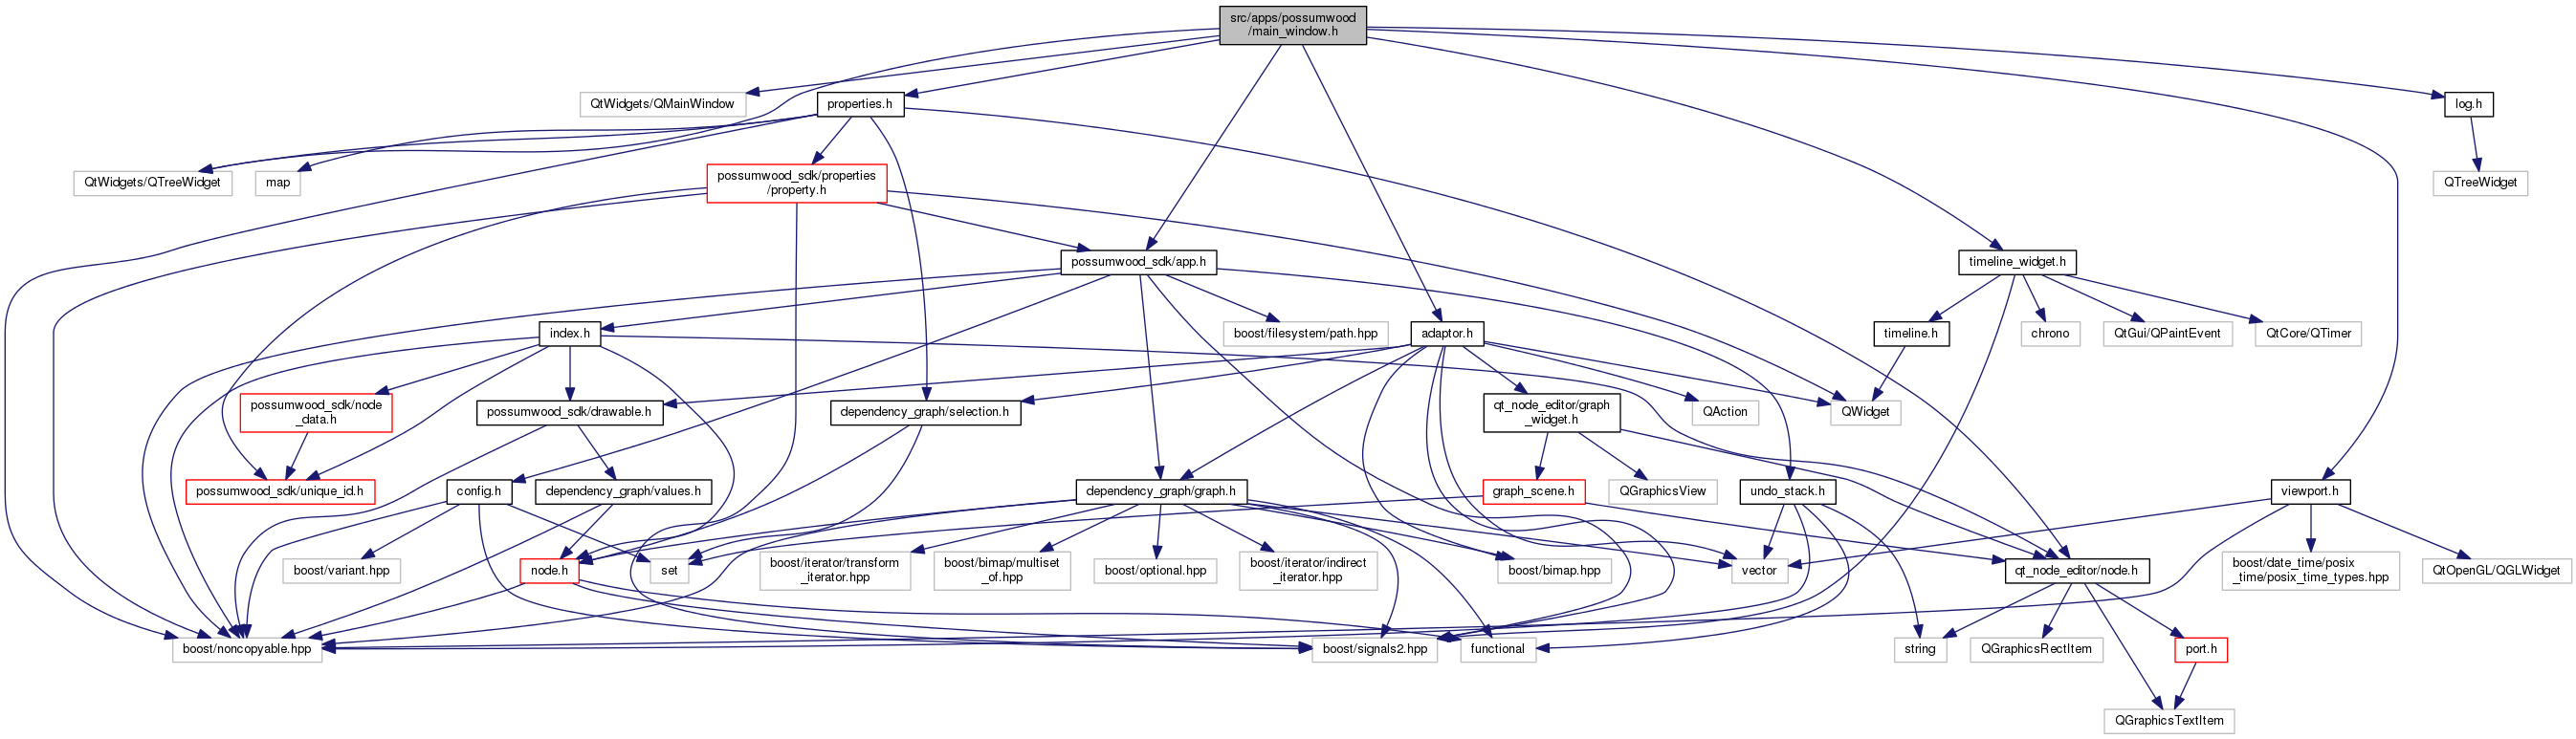 src/apps/possumwood
/main_window.h
QtWidgets/QMainWindow
properties.h
log.h
QtWidgets/QTreeWidget
map
possumwood_sdk/properties
/property.h
QTreeWidget
possumwood_sdk/app.h
timeline_widget.h
index.h
boost/filesystem/path.hpp
adaptor.h
timeline.h
chrono
QtGui/QPaintEvent
QtCore/QTimer
possumwood_sdk/node
_data.h
possumwood_sdk/drawable.h
dependency_graph/selection.h
qt_node_editor/graph
_widget.h
QAction
QWidget
possumwood_sdk/unique_id.h
config.h
dependency_graph/values.h
dependency_graph/graph.h
graph_scene.h
QGraphicsView
undo_stack.h
viewport.h
boost/variant.hpp
node.h
set
boost/iterator/transform
_iterator.hpp
boost/bimap/multiset
_of.hpp
boost/optional.hpp
boost/iterator/indirect
_iterator.hpp
boost/bimap.hpp
vector
qt_node_editor/node.h
boost/date_time/posix
_time/posix_time_types.hpp
QtOpenGL/QGLWidget
boost/noncopyable.hpp
boost/signals2.hpp
functional
string
QGraphicsRectItem
port.h
QGraphicsTextItem